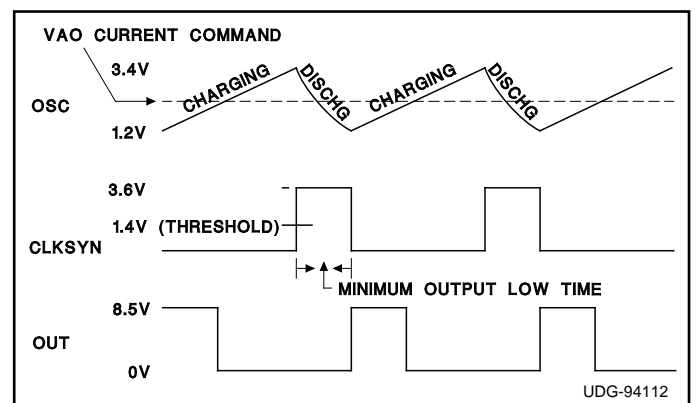 VAO CURRENT COMMAND
3.4V
CHARGING
DISCHG
CHARGING
DISCHG
OSC
1.2V
3.6V
1.4V (THRESHOLD)
CLKSYN
MINIMUM OUTPUT LOW TIME
8.5V
OUT
0V
UDG-94112